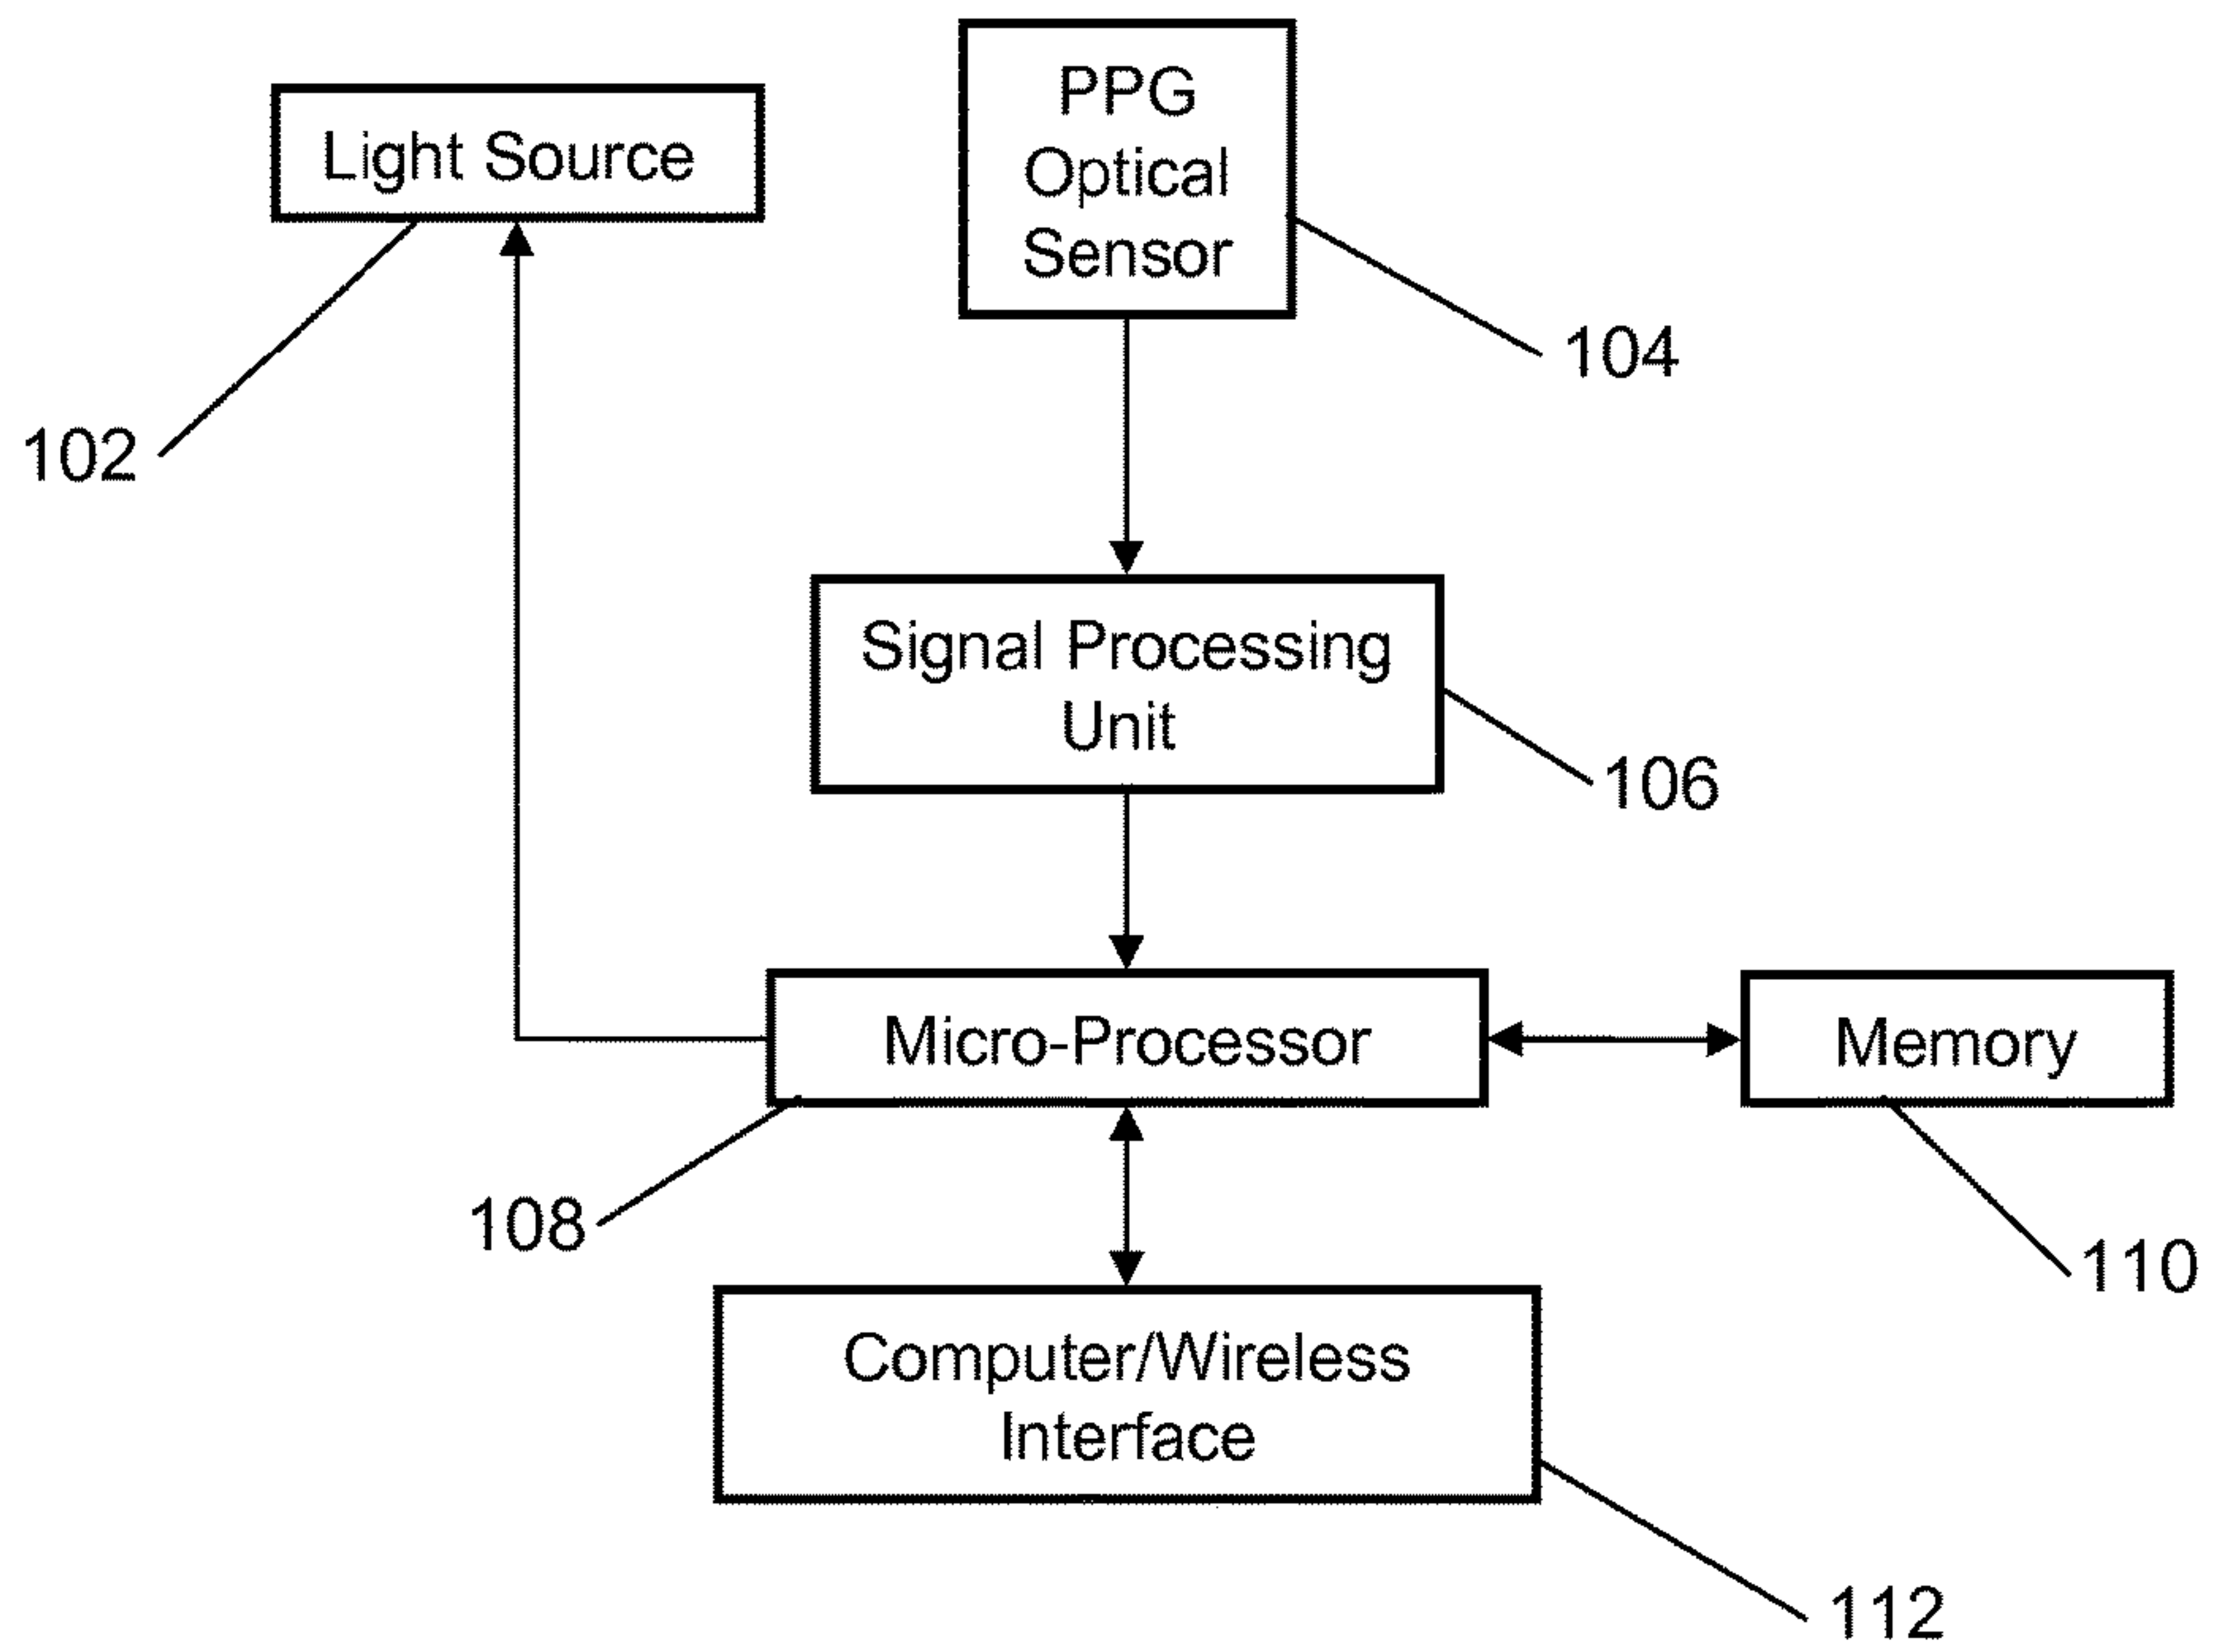 PPG
Optical
Sensor
Light Source
104
102
Signal Processing
Unit
106
Micro-Processor
Memory
108
110
Computer/Wireless
Interface
112